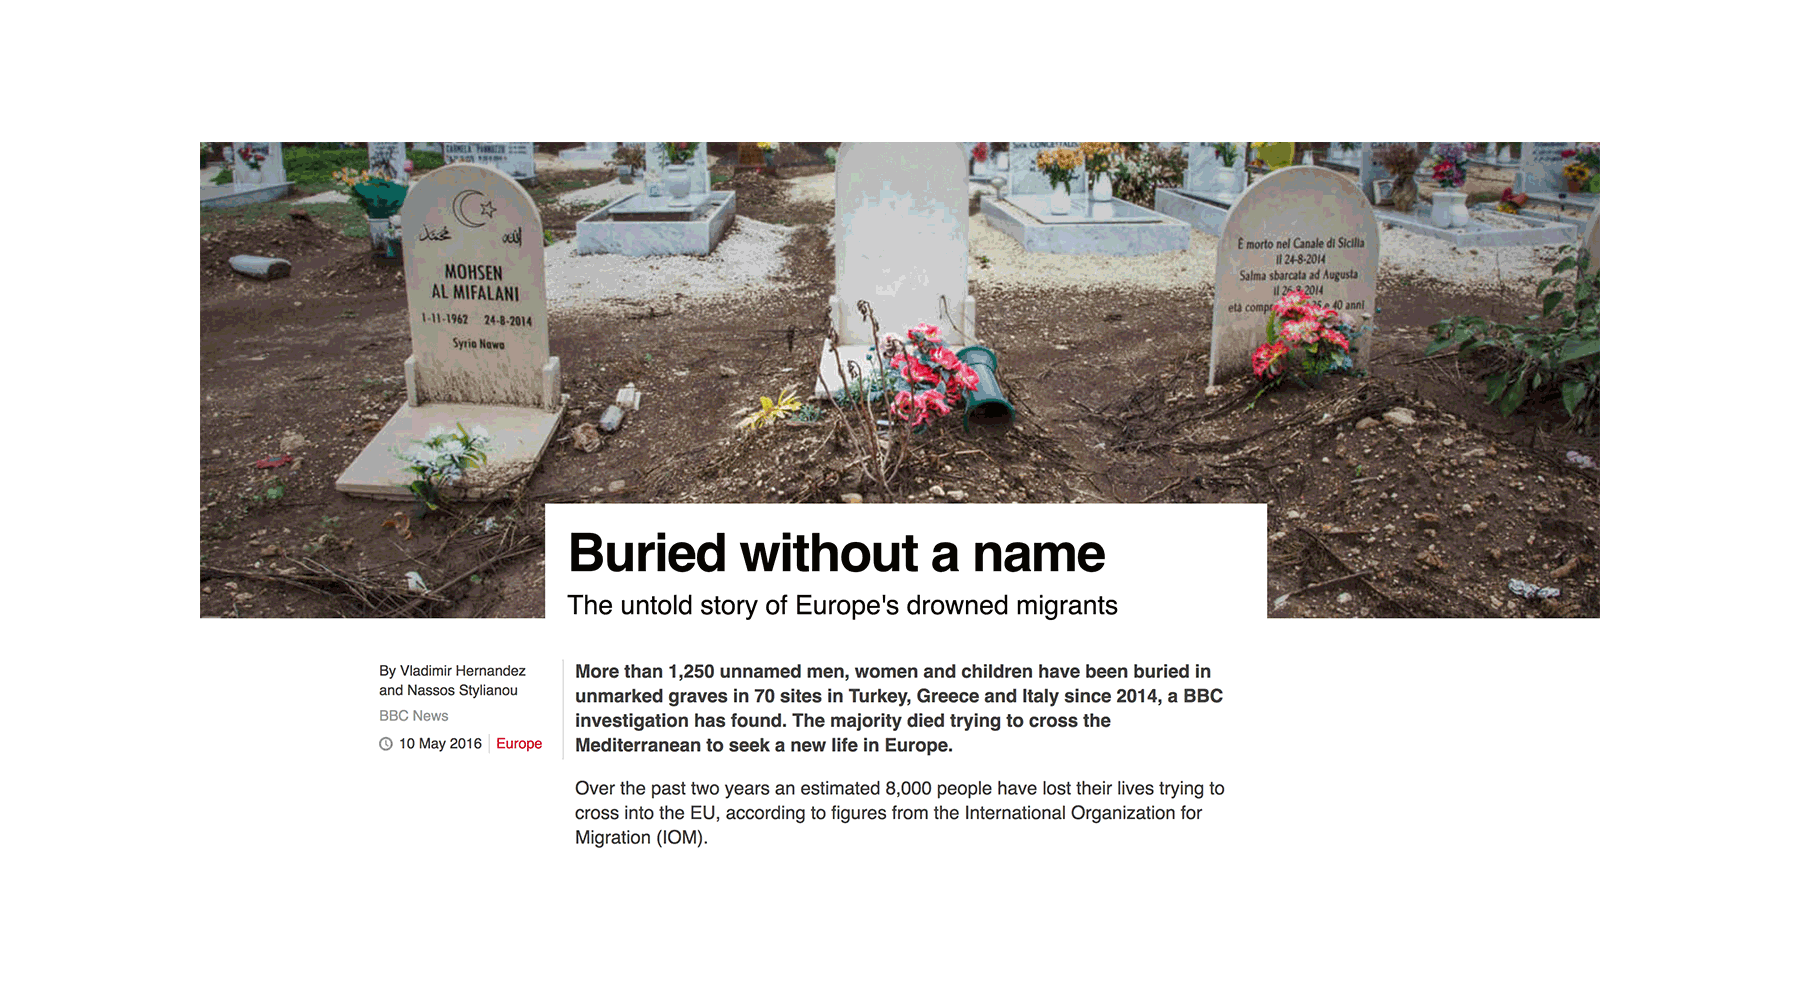 CARMELA PANNUZZO
محمد
الله
MOHSEN
AL MIFALANI
1-11-1962 24-8-2014
Syria Nawa
È morto nel Canale di Sicilia
il 24-8-2014
Salma sbarcata ad Augusta
il 26-8-2014
età 25 e 40 anni
Buried without a name
The untold story of Europe's drowned migrants
By Vladimir Hernandez
and Nassos Stylianou
BBC News
10 May 2016 Europe
More than 1,250 unnamed men, women and children have been buried in
unmarked graves in 70 sites in Turkey, Greece and Italy since 2014, a BBC
investigation has found. The majority died trying to cross the
Mediterranean to seek a new life in Europe.
Over the past two years an estimated 8,000 people have lost their lives trying to
cross into the EU, according to figures from the International Organization for
Migration (IOM).